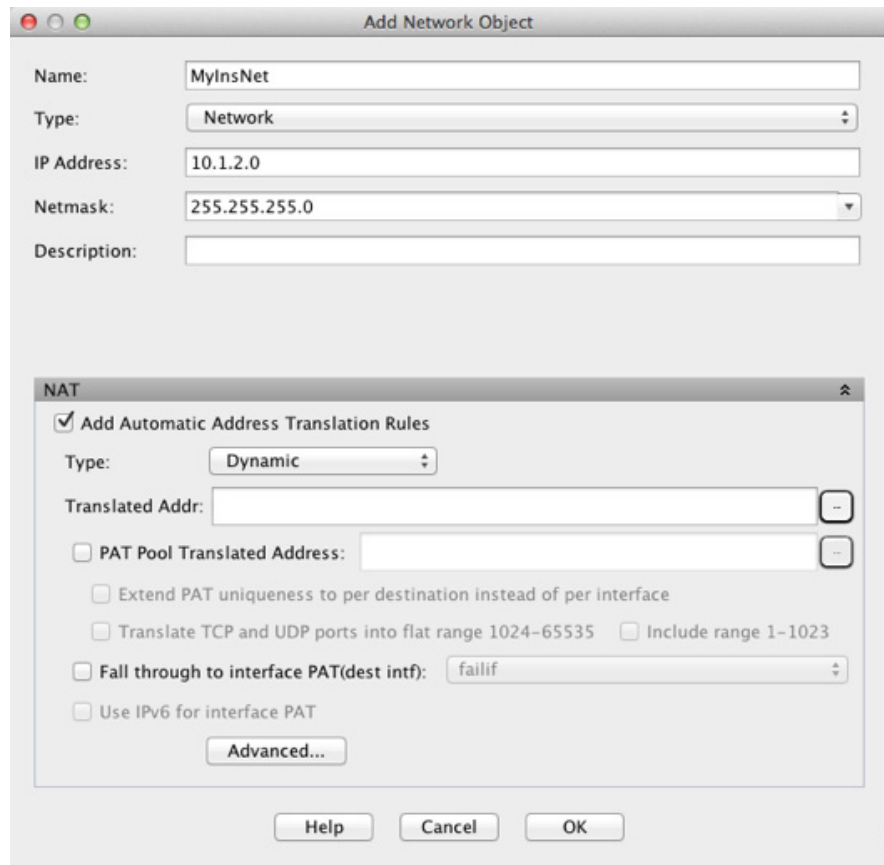 Add Network Object
Name: MyInsNet
Type: Network
IP Address: 10.1.2.0
Netmask: 255.255.255.0
Description:
NAT
Add Automatic Address Translation Rules
Type: Dynamic
Translated Addr: ...
PAT Pool Translated Address: ...
Extend PAT uniqueness to per destination instead of per interface
Translate TCP and UDP ports into flat range 1024-65535 Include range 1-1023
Fall through to interface PAT(dest intf): failif
Use IPv6 for interface PAT
Advanced...
Help Cancel OK